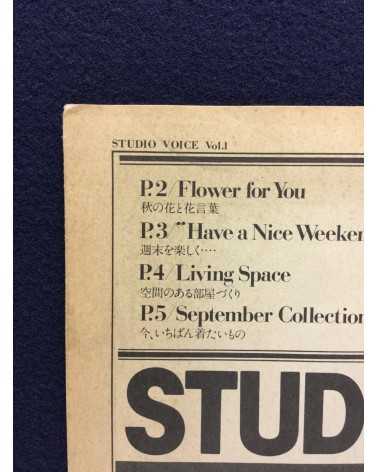 STUDIO VOICE Vol.1
P.2/Flower for You
秋の花と花言葉
P.3/"Have a Nice Weeken
週末を楽しく‥‥
P.4/Living Space
空間のある部屋づくり
P.5/September Collection
今、いちばん着たいもの
STUD